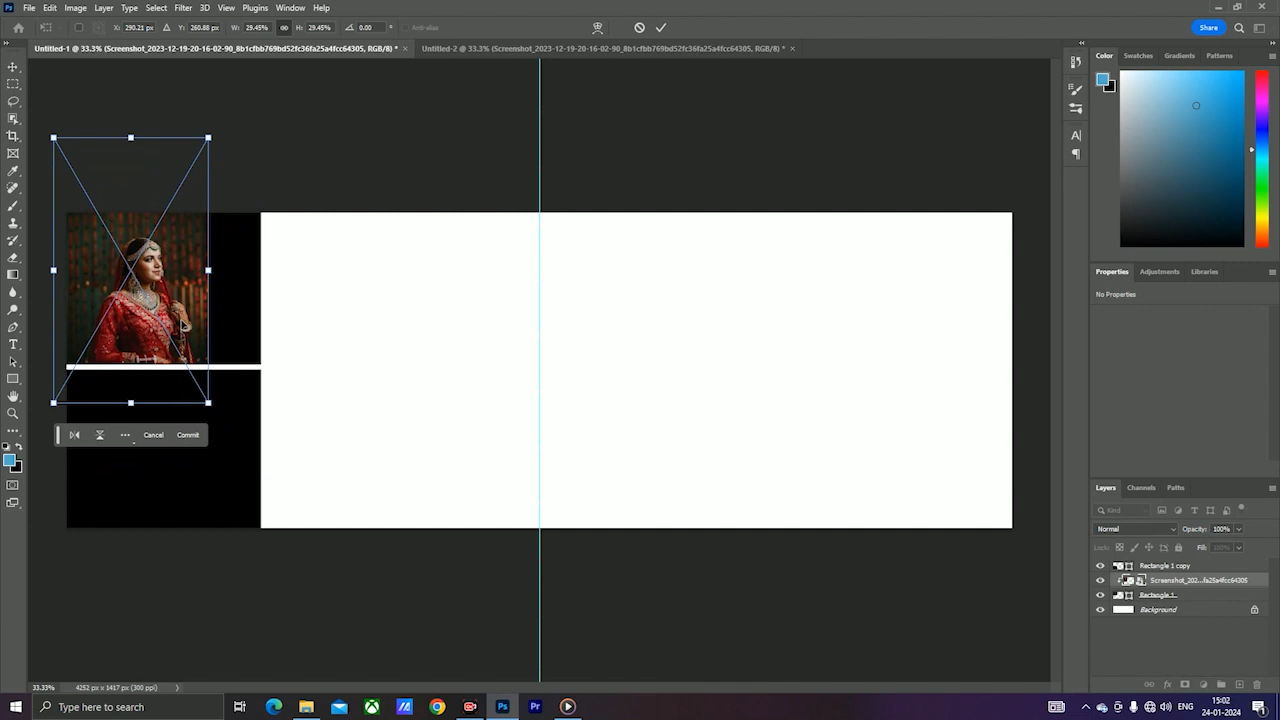 File Edit Image Layer Type Select Filter 3D View Plugins Window Help
X: 290.21 px Y: 260.88 px W: 29.45% H: 29.45% 0.00 Anti-alias Share
Untitled-1 @ 33.3% (Screenshot_2023-12-19-20-16-02-90_8b1cfbb769bd52fc36fa25a4fcc64305, RGB/8) * ×
Untitled-2 @ 33.3% (Screenshot_2023-12-19-20-16-02-90_8b1cfbb769bd52fc36fa25a4fcc64305, RGB/8) * ×
Color Swatches Gradients Patterns
Properties Adjustments Libraries
No Properties
Cancel Commit
Layers Channels Paths
Kind
Normal Opacity: 100%
Lock: Fill: 100%
Rectangle 1 copy
Screenshot_202...fa25a4fcc64305
Rectangle 1
Background
33.33% 4252 px x 1417 px (300 ppi)
Type here to search
Ps Pr
ENG 15:02
24-01-2024